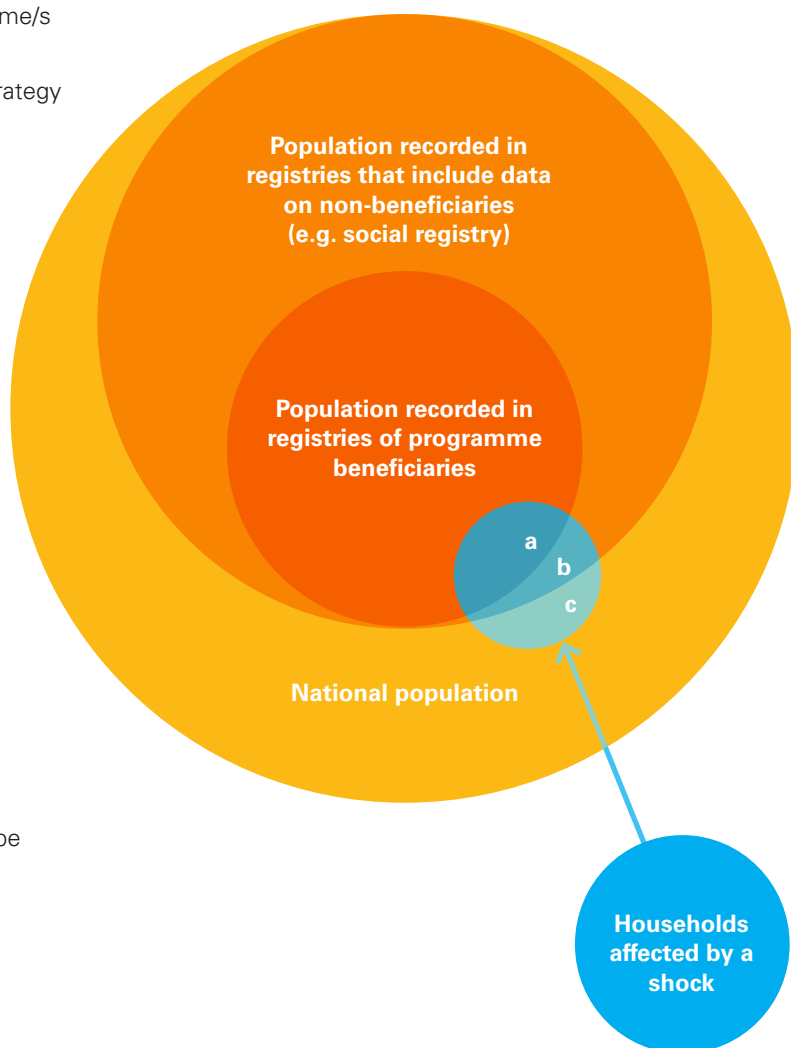 me/s
rategy
Population recorded in
registries that include data
on non-beneficiaries
(e.g. social registry)
Population recorded in
registries of programme
beneficiaries
a
b
c
National population
be
Households
affected by a
shock